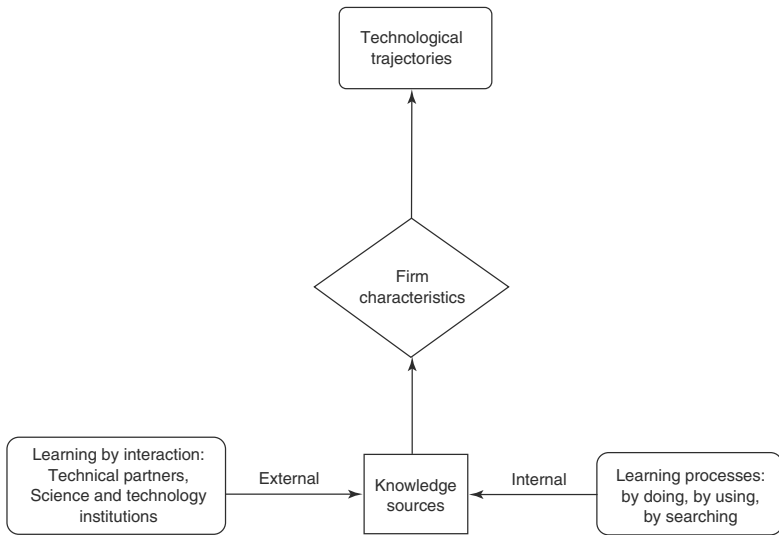 Technological
trajectories
Firm
characteristics
Learning by interaction:
Technical partners,
Science and technology
institutions
External
Knowledge
sources
Internal
Learning processes:
by doing, by using,
by searching